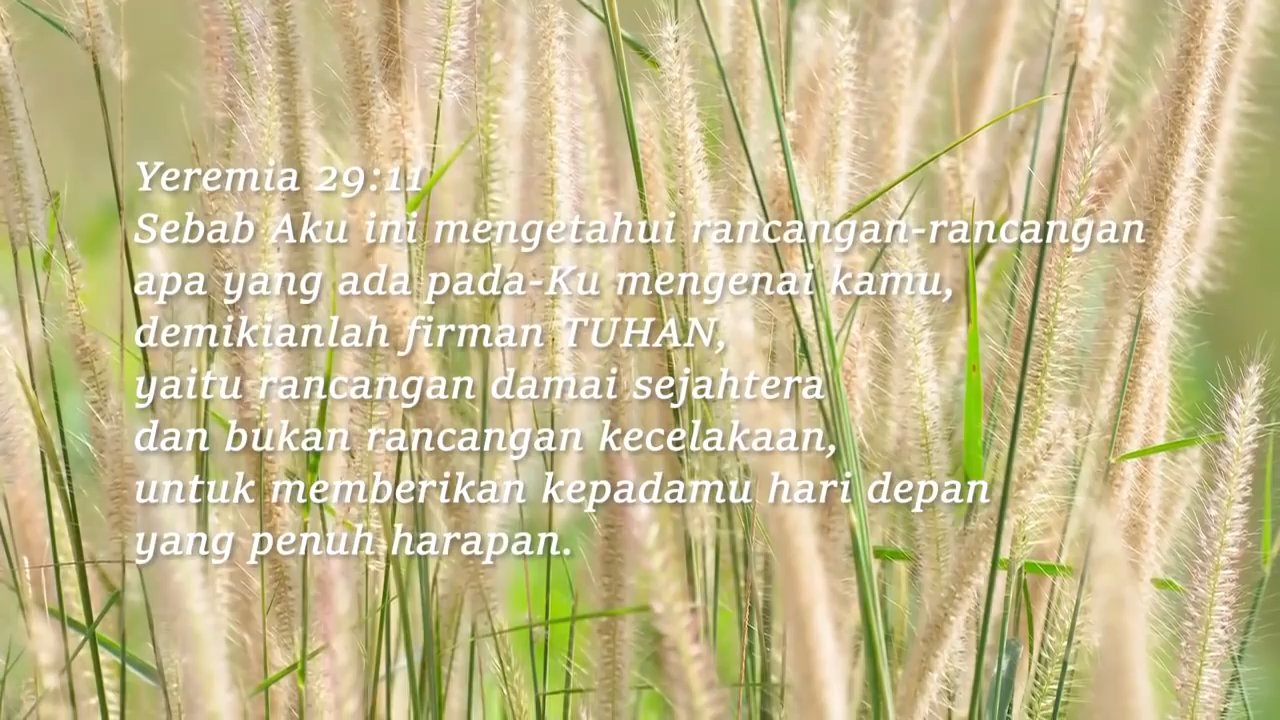 Yeremia 29:11
Sebab Aku ini mengetahui rancangan-rancangan
apa yang ada pada-Ku mengenai kamu,
demikianlah firman TUHAN,
yaitu rancangan damai sejahtera
dan bukan rancangan kecelakaan,
untuk memberikan kepadamu hari depan
yang penuh harapan.